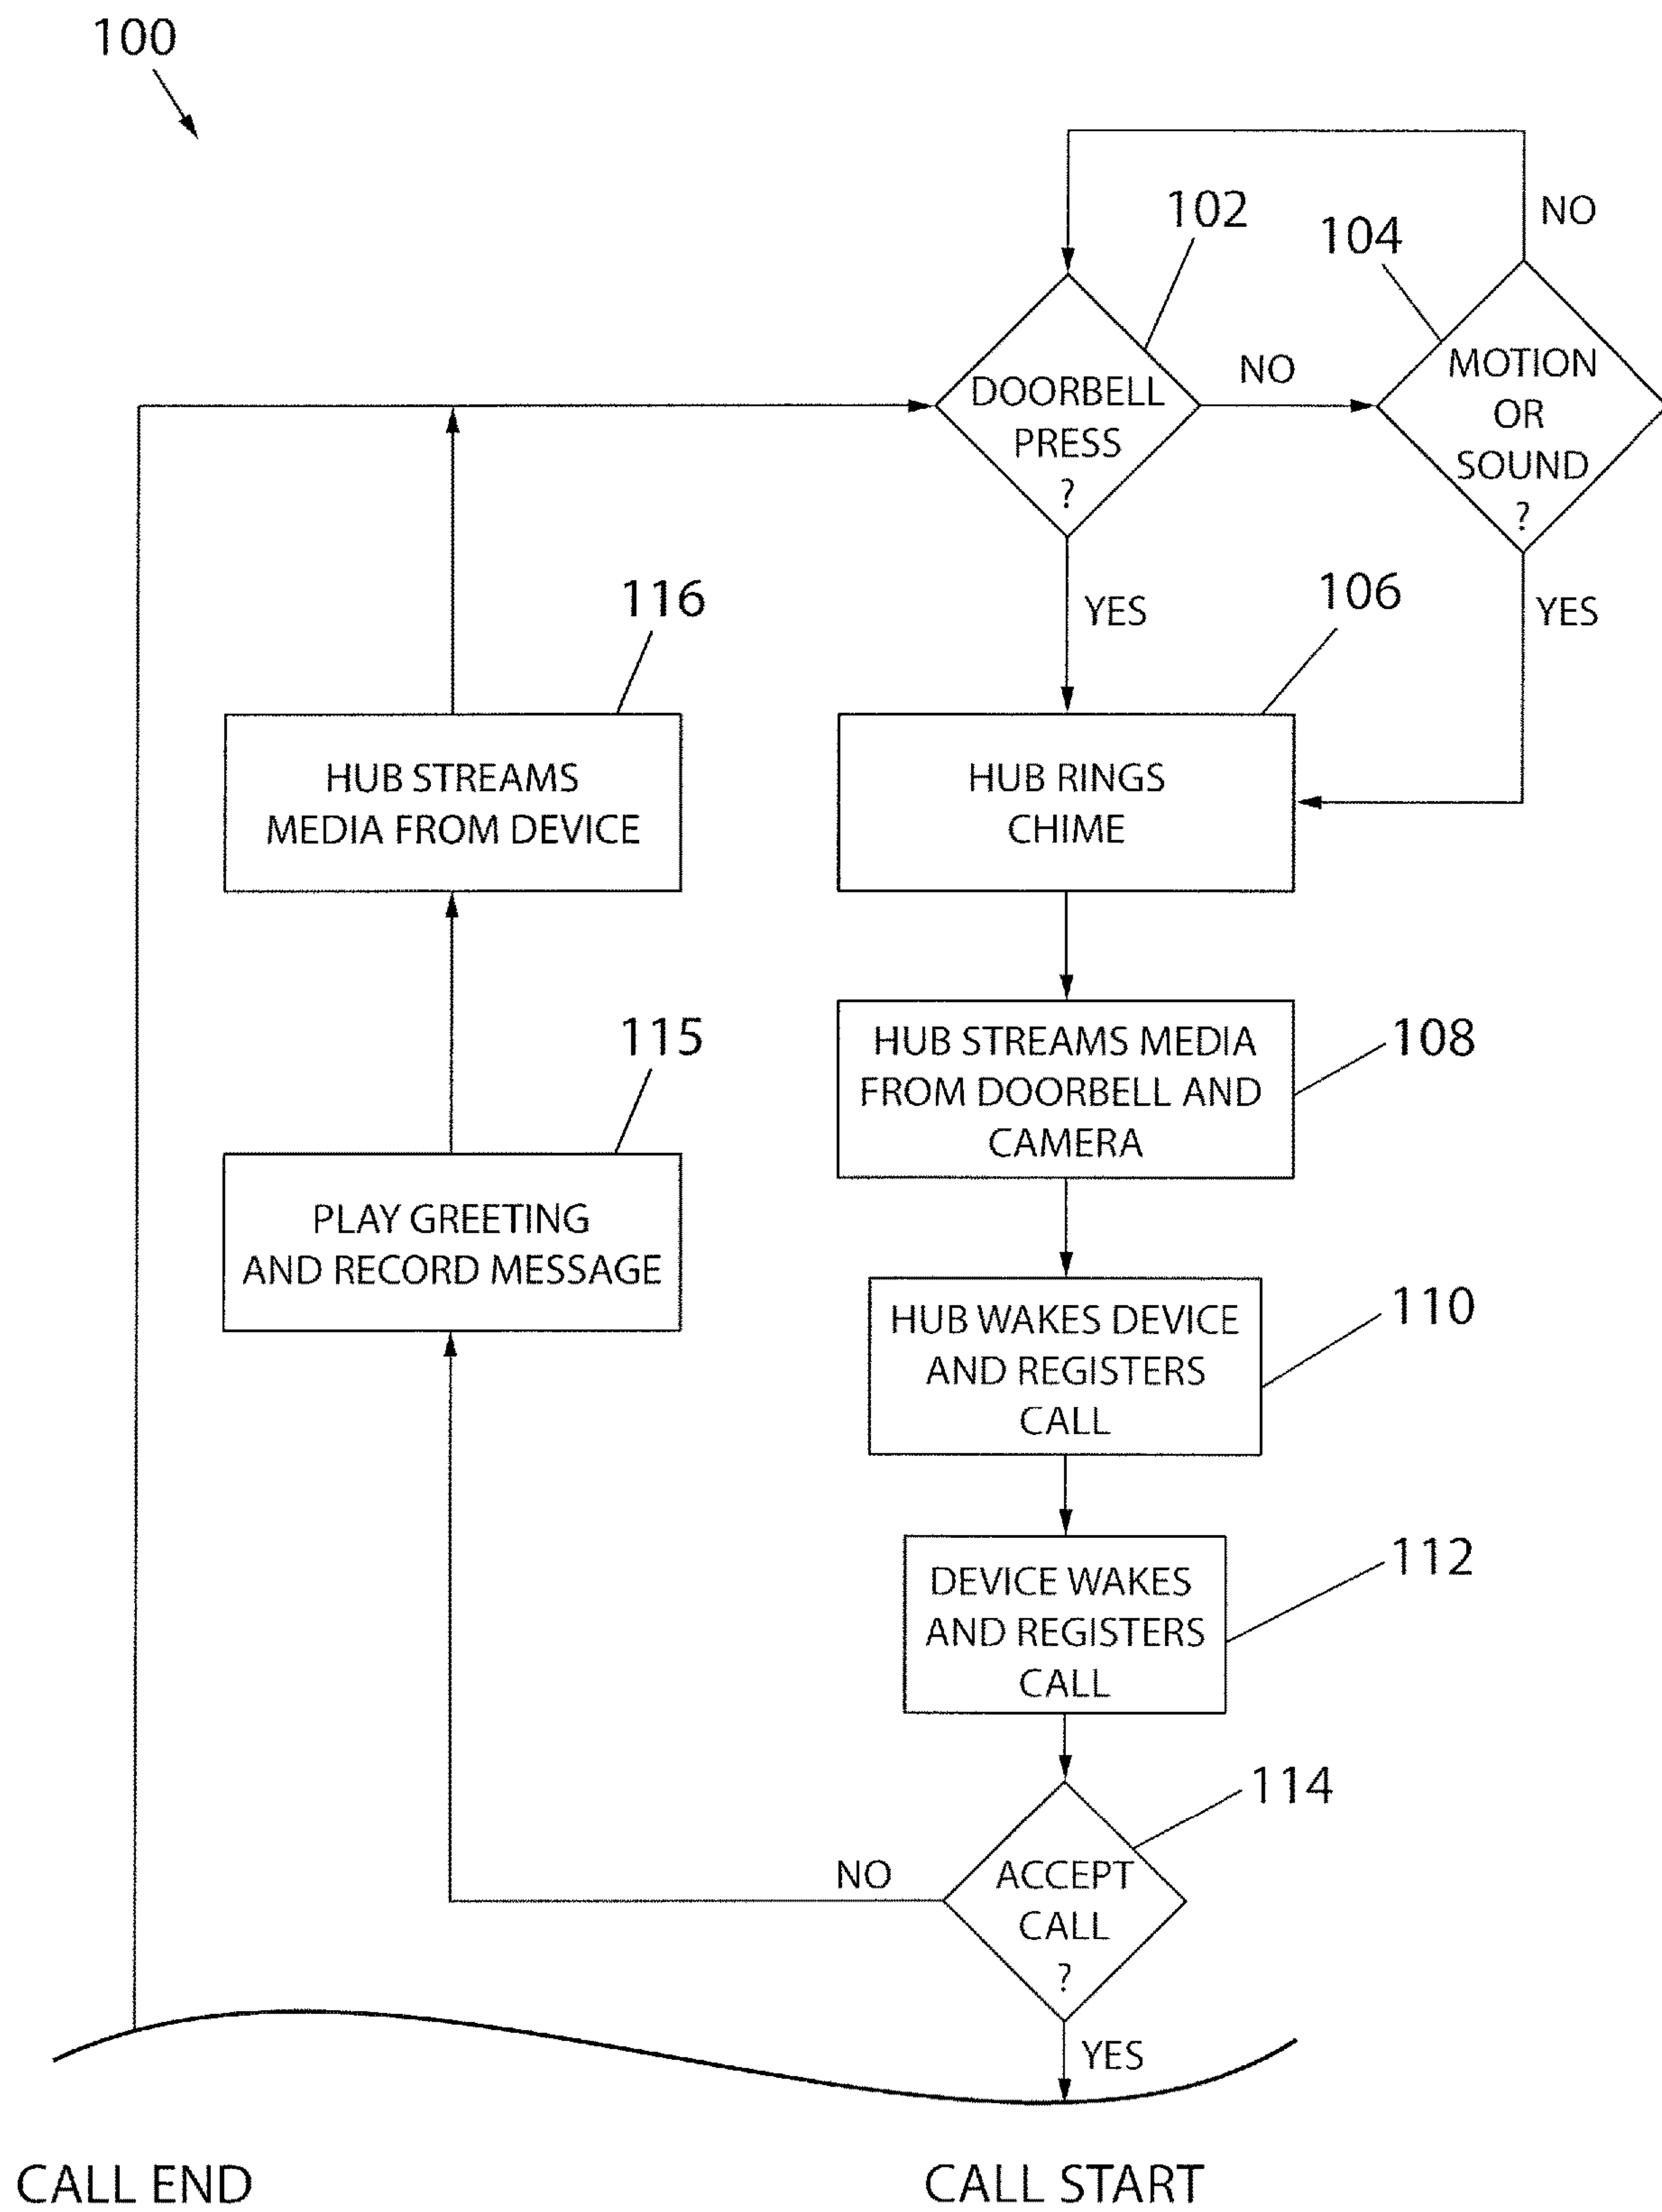 100
102
104
NO
DOORBELL
PRESS
?
NO
MOTION
OR
SOUND
?
YES
YES
116
106
HUB STREAMS
MEDIA FROM DEVICE
HUB RINGS
CHIME
115
108
HUB STREAMS MEDIA
FROM DOORBELL AND
CAMERA
PLAY GREETING
AND RECORD MESSAGE
110
HUB WAKES DEVICE
AND REGISTERS
CALL
112
DEVICE WAKES
AND REGISTERS
CALL
114
NO
ACCEPT
CALL
?
YES
CALL END
CALL START